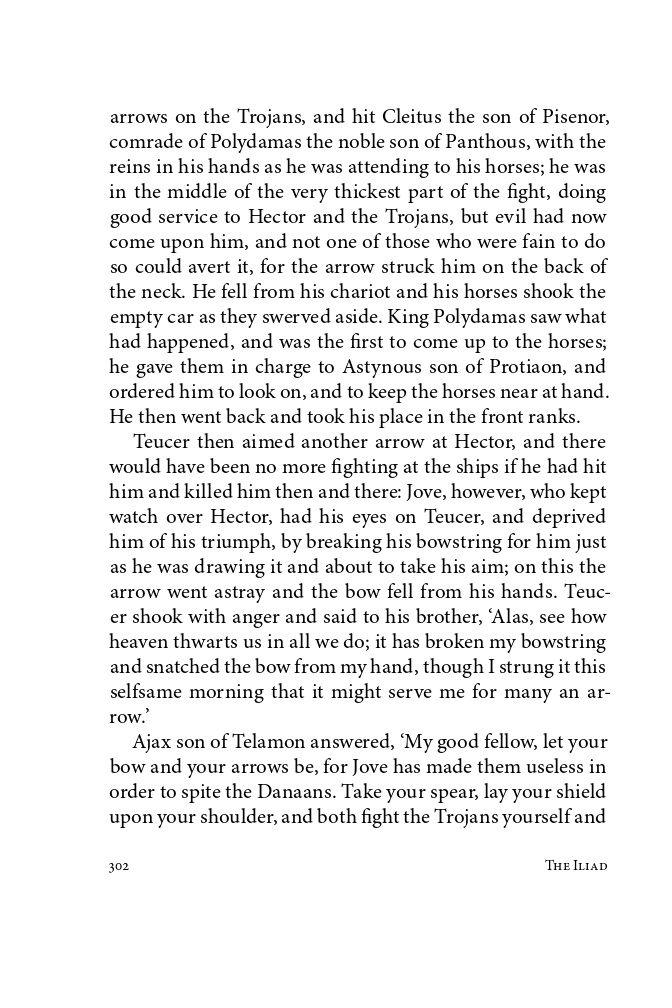 arrows on the Trojans, and hit Cleitus the son of Pisenor,
comrade of Polydamas the noble son of Panthous, with the
reins in his hands as he was attending to his horses; he was
in the middle of the very thickest part of the fight, doing
good service to Hector and the Trojans, but evil had now
come upon him, and not one of those who were fain to do
so could avert it, for the arrow struck him on the back of
the neck. He fell from his chariot and his horses shook the
empty car as they swerved aside. King Polydamas saw what
had happened, and was the first to come up to the horses;
he gave them in charge to Astynous son of Protiaon, and
ordered him to look on, and to keep the horses near at hand.
He then went back and took his place in the front ranks.
Teucer then aimed another arrow at Hector, and there
would have been no more fighting at the ships if he had hit
him and killed him then and there: Jove, however, who kept
watch over Hector, had his eyes on Teucer, and deprived
him of his triumph, by breaking his bowstring for him just
as he was drawing it and about to take his aim; on this the
arrow went astray and the bow fell from his hands. Teuc-
er shook with anger and said to his brother, ‘Alas, see how
heaven thwarts us in all we do; it has broken my bowstring
and snatched the bow from my hand, though I strung it this
selfsame morning that it might serve me for many an ar-
row.’
Ajax son of Telamon answered, ‘My good fellow, let your
bow and your arrows be, for Jove has made them useless in
order to spite the Danaans. Take your spear, lay your shield
upon your shoulder, and both fight the Trojans yourself and
302 The Iliad